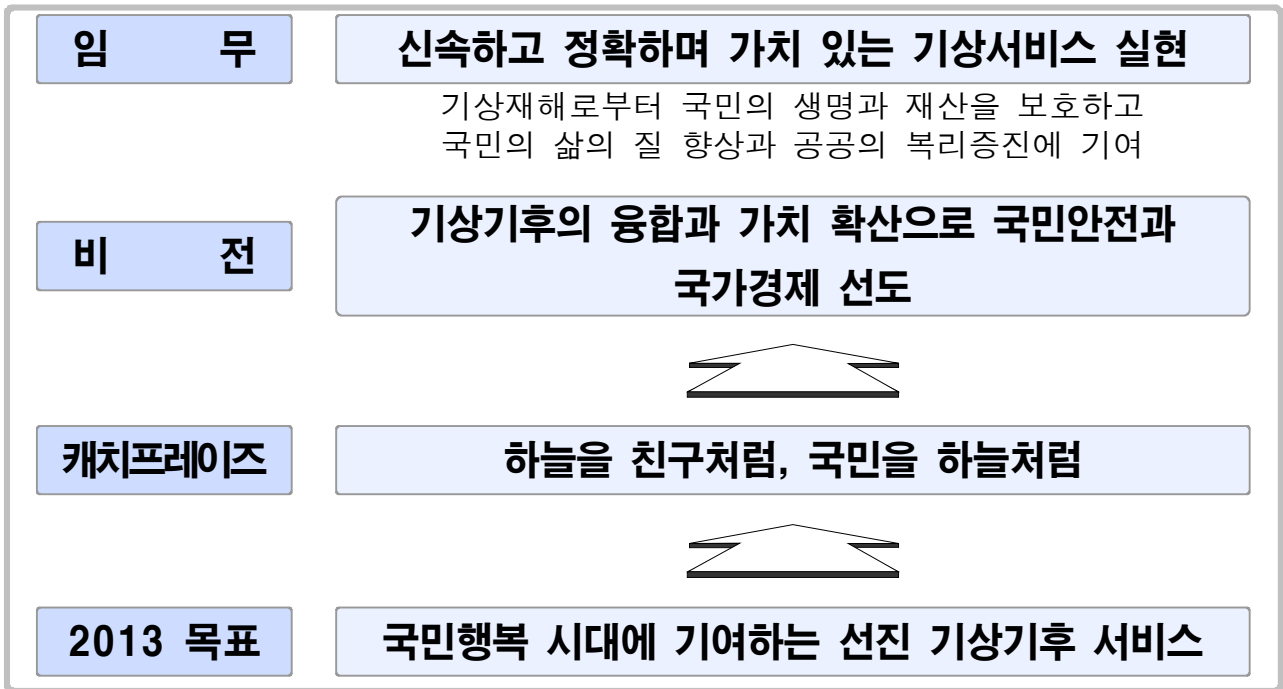 임 무
신속하고 정확하며 가치 있는 기상서비스 실현
기상재해로부터 국민의 생명과 재산을 보호하고
국민의 삶의 질 향상과 공공의 복리증진에 기여
비 전
기상기후의 융합과 가치 확산으로 국민안전과
국가경제 선도
캐치프레이즈
하늘을 친구처럼, 국민을 하늘처럼
2013 목표
국민행복 시대에 기여하는 선진 기상기후 서비스